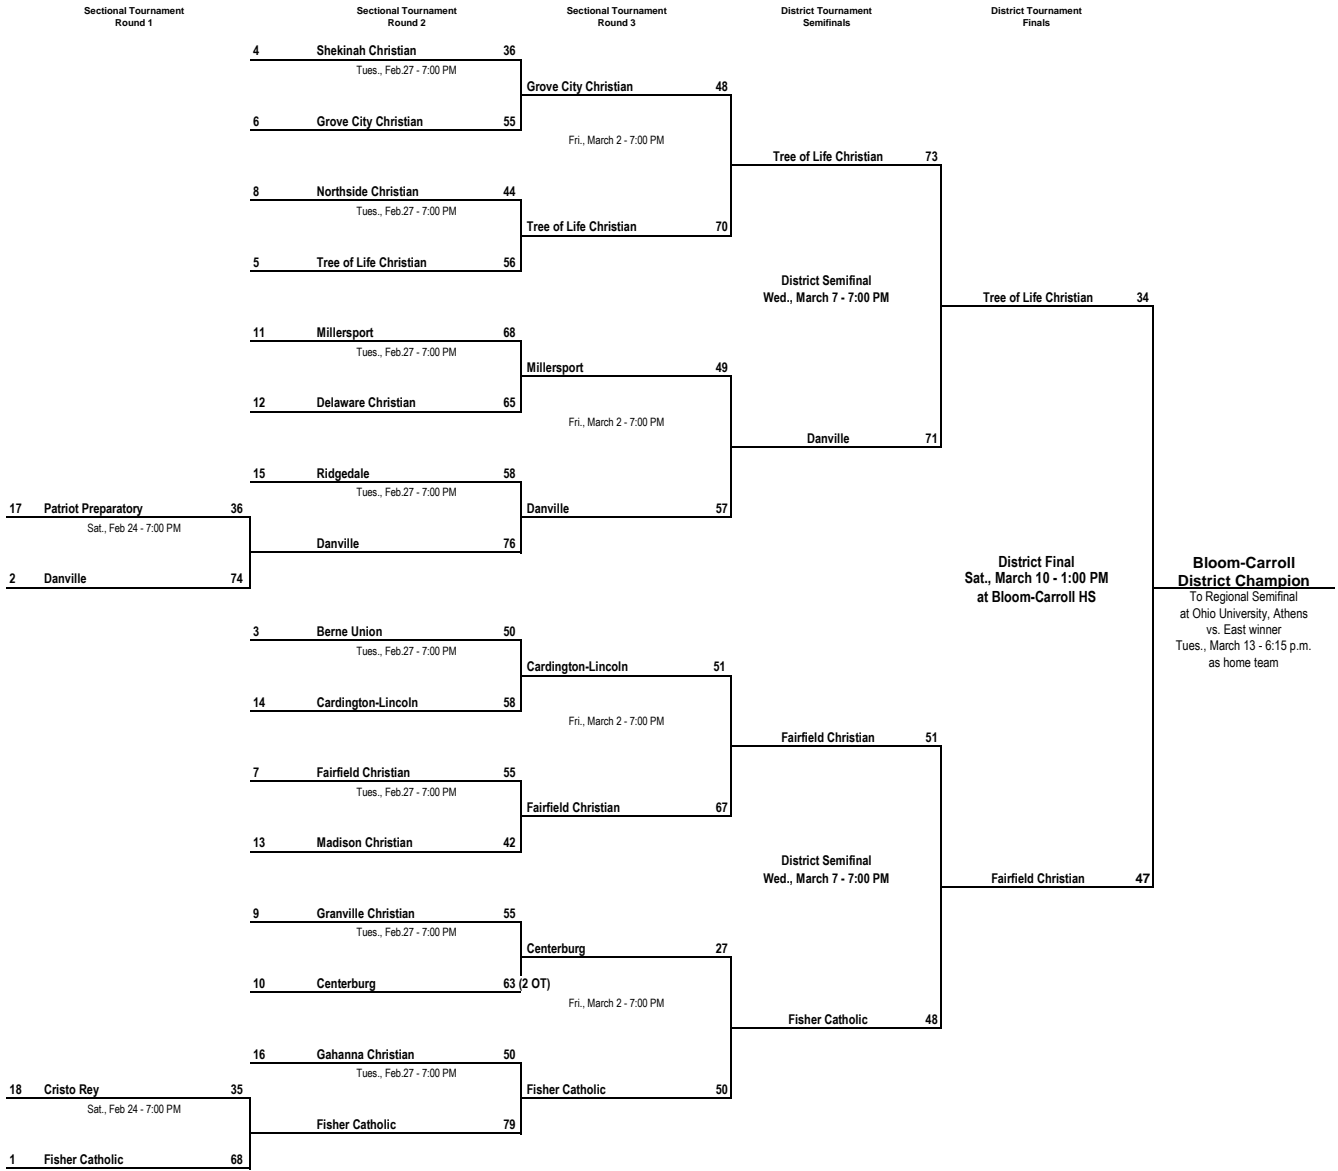 Sectional Tournament Sectional Tournament Sectional Tournament District Tournament District Tournament
Round 1 Round 2 Round 3 Semifinals Finals
4 Shekinah Christian 36
Tues., Feb.27 - 7:00 PM
Grove City Christian 48
6 Grove City Christian 55
Fri., March 2 - 7:00 PM
Tree of Life Christian 73
8 Northside Christian 44
Tues., Feb.27 - 7:00 PM
Tree of Life Christian 70
5 Tree of Life Christian 56
District Semifinal
Wed., March 7 - 7:00 PM
Tree of Life Christian 34
11 Millersport 68
Tues., Feb.27 - 7:00 PM
Millersport 49
12 Delaware Christian 65
Fri., March 2 - 7:00 PM
Danville 71
15 Ridgedale 58
Tues., Feb.27 - 7:00 PM
17 Patriot Preparatory 36 Danville 57
Sat., Feb 24 - 7:00 PM
Danville 76
District Final
Sat., March 10 - 1:00 PM
at Bloom-Carroll HS
2 Danville 74
Bloom-Carroll
District Champion
To Regional Semifinal
at Ohio University, Athens
vs. East winner
Tues., March 13 - 6:15 p.m.
as home team
3 Berne Union 50
Tues., Feb.27 - 7:00 PM
Cardington-Lincoln 51
14 Cardington-Lincoln 58
Fri., March 2 - 7:00 PM
Fairfield Christian 51
7 Fairfield Christian 55
Tues., Feb.27 - 7:00 PM
Fairfield Christian 67
13 Madison Christian 42
District Semifinal
Wed., March 7 - 7:00 PM
Fairfield Christian 47
9 Granville Christian 55
Tues., Feb.27 - 7:00 PM
Centerburg 27
10 Centerburg 63 (2 OT)
Fri., March 2 - 7:00 PM
Fisher Catholic 48
16 Gahanna Christian 50
Tues., Feb.27 - 7:00 PM
18 Cristo Rey 35 Fisher Catholic 50
Sat., Feb 24 - 7:00 PM
Fisher Catholic 79
1 Fisher Catholic 68